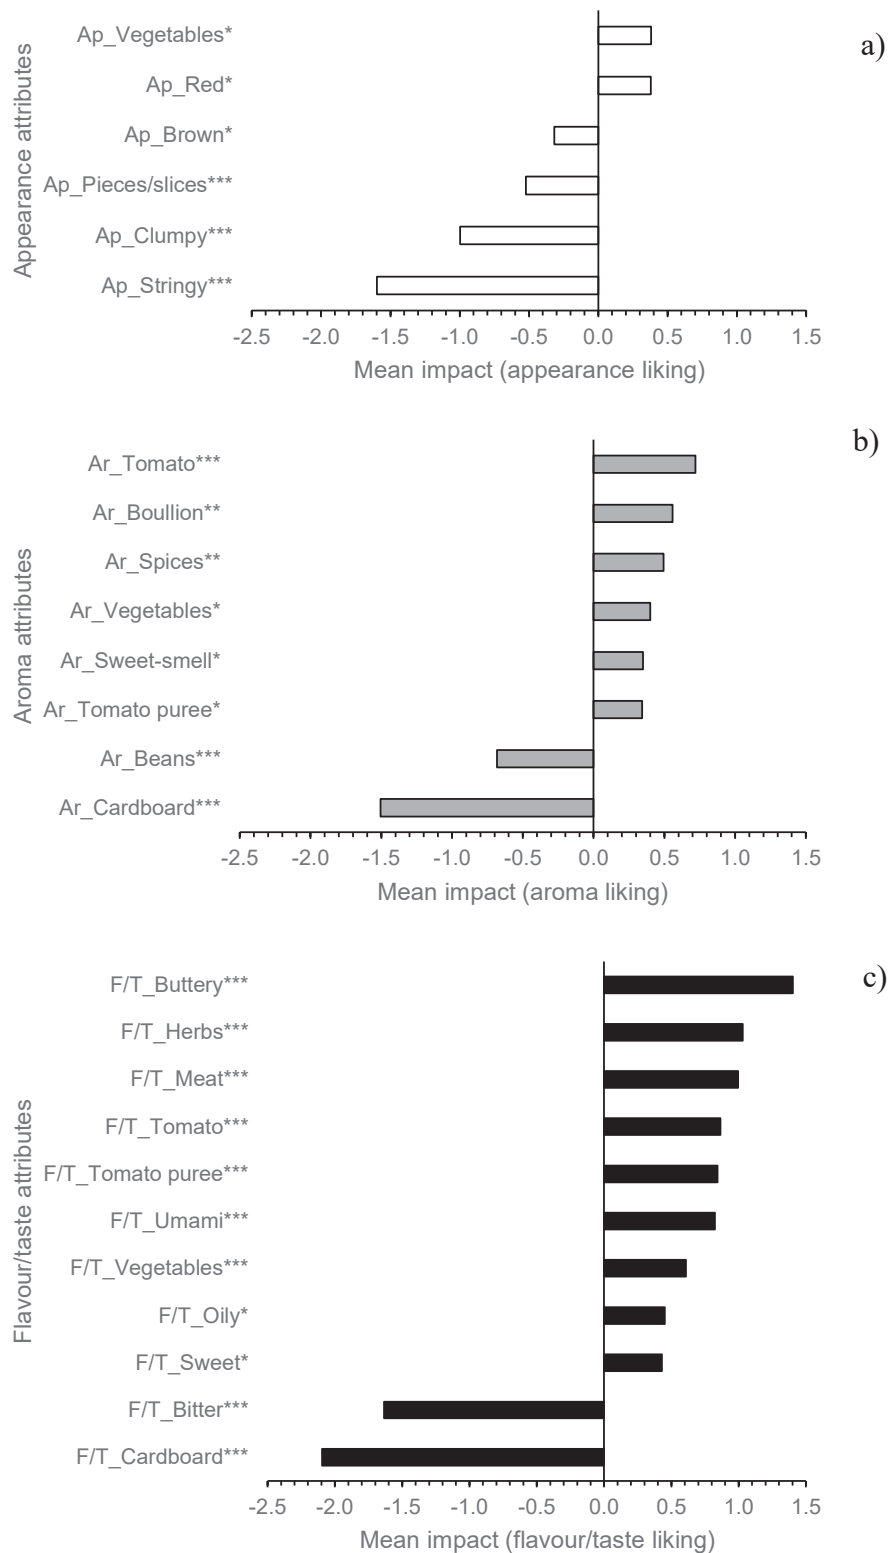 a)
Appearance attributes
Ap_Vegetables*
Ap_Red*
Ap_Brown*
Ap_Pieces/slices***
Ap_Clumpy***
Ap_Stringy***
-2.5 -2.0 -1.5 -1.0 -0.5 0.0 0.5 1.0 1.5
Mean impact (appearance liking)
b)
Aroma attributes
Ar_Tomato***
Ar_Boullion**
Ar_Spices**
Ar_Vegetables*
Ar_Sweet-smell*
Ar_Tomato puree*
Ar_Beans***
Ar_Cardboard***
-2.5 -2.0 -1.5 -1.0 -0.5 0.0 0.5 1.0 1.5
Mean impact (aroma liking)
c)
Flavour/taste attributes
F/T_Buttery***
F/T_Herbs***
F/T_Meat***
F/T_Tomato***
F/T_Tomato puree***
F/T_Umami***
F/T_Vegetables***
F/T_Oily*
F/T_Sweet*
F/T_Bitter***
F/T_Cardboard***
-2.5 -2.0 -1.5 -1.0 -0.5 0.0 0.5 1.0 1.5
Mean impact (flavour/taste liking)